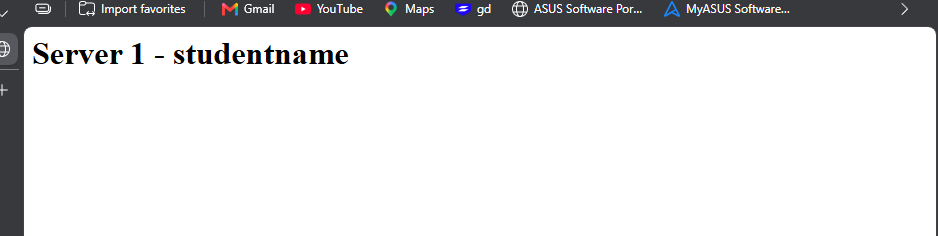 Import favorites Gmail YouTube Maps gd ASUS Software Por... MyASUS Software...
Server 1 - studentname